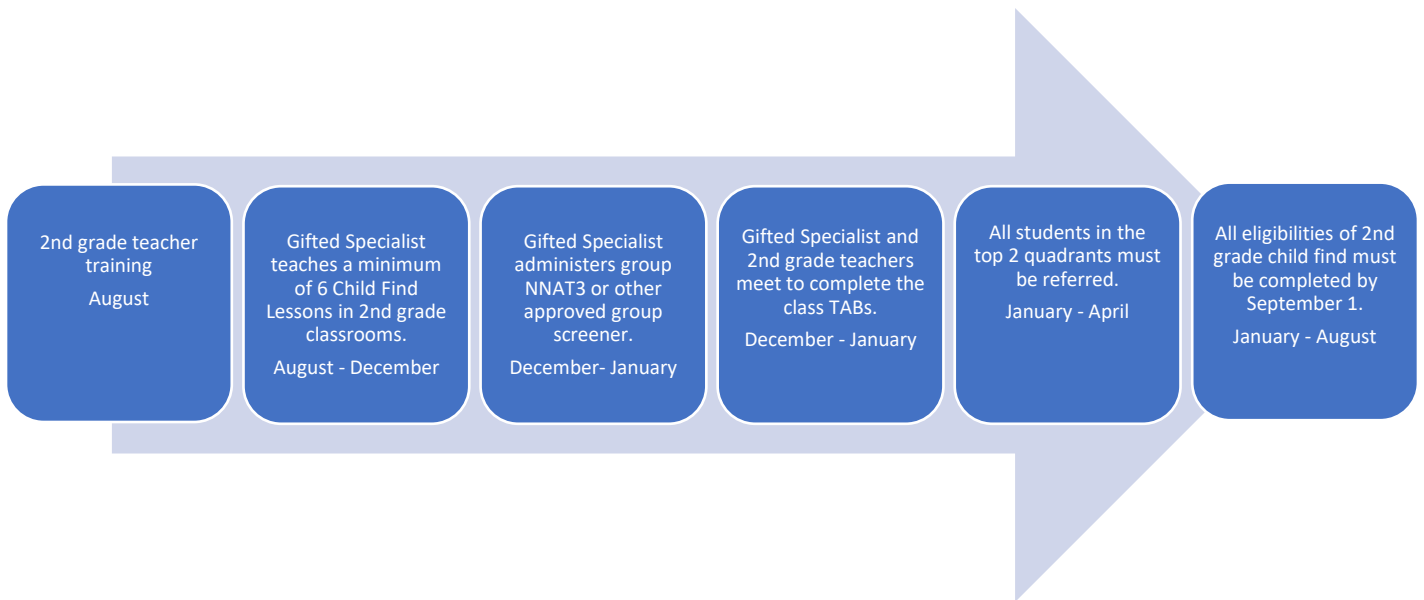 2nd grade teacher
training
August
Gifted Specialist
teaches a minimum
of 6 Child Find
Lessons in 2nd grade
classrooms.
August - December
Gifted Specialist
administers group
NNAT3 or other
approved group
screener.
December- January
Gifted Specialist and
2nd grade teachers
meet to complete the
class TABs.
December - January
All students in the
top 2 quadrants must
be referred.
January - April
All eligibilities of 2nd
grade child find must
be completed by
September 1.
January - August